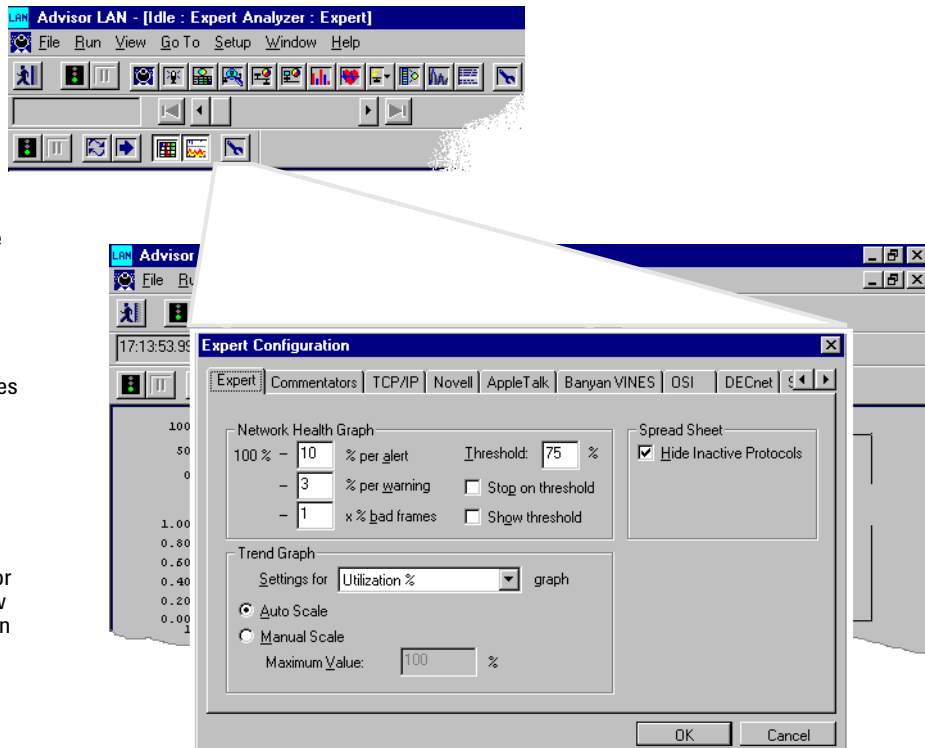 LAN Advisor LAN - [Idle : Expert Analyzer : Expert]
File Run View Go To Setup Window Help
LAN Advisor
File
17:13:53.99
es
or
n
100
50
0
1.00
0.80
0.60
0.40
0.20
0.00
Expert Configuration
Expert Commentators TCP/IP Novell AppleTalk Banyan VINES OSI DECnet
Network Health Graph
100 % – 10 % per alert Threshold: 75 %
– 3 % per warning Stop on threshold
– 1 x % bad frames Show threshold
Spread Sheet
Hide Inactive Protocols
Trend Graph
Settings for Utilization % graph
Auto Scale
Manual Scale
Maximum Value: 100 %
OK Cancel